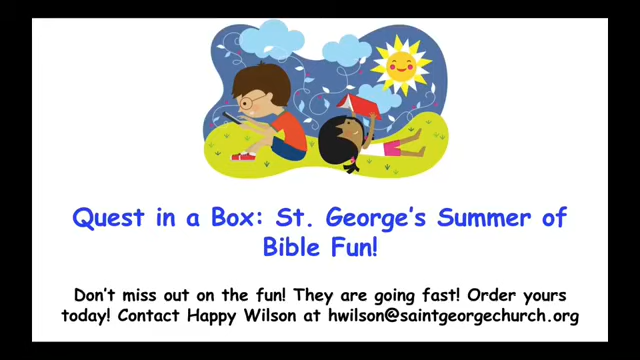 Quest in a Box: St. George's Summer of
Bible Fun!
Don't miss out on the fun! They are going fast! Order yours
today! Contact Happy Wilson at hwilson@saintgeorgechurch.org